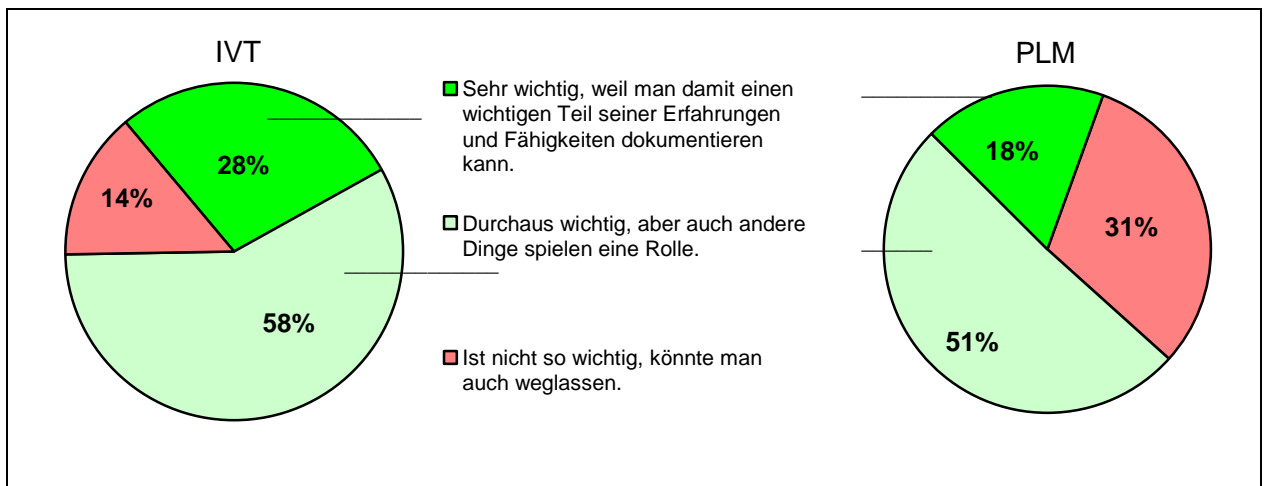 IVT
28%
14%
58%
Sehr wichtig, weil man damit einen
wichtigen Teil seiner Erfahrungen
und Fähigkeiten dokumentieren
kann.
Durchaus wichtig, aber auch andere
Dinge spielen eine Rolle.
Ist nicht so wichtig, könnte man
auch weglassen.
PLM
18%
31%
51%